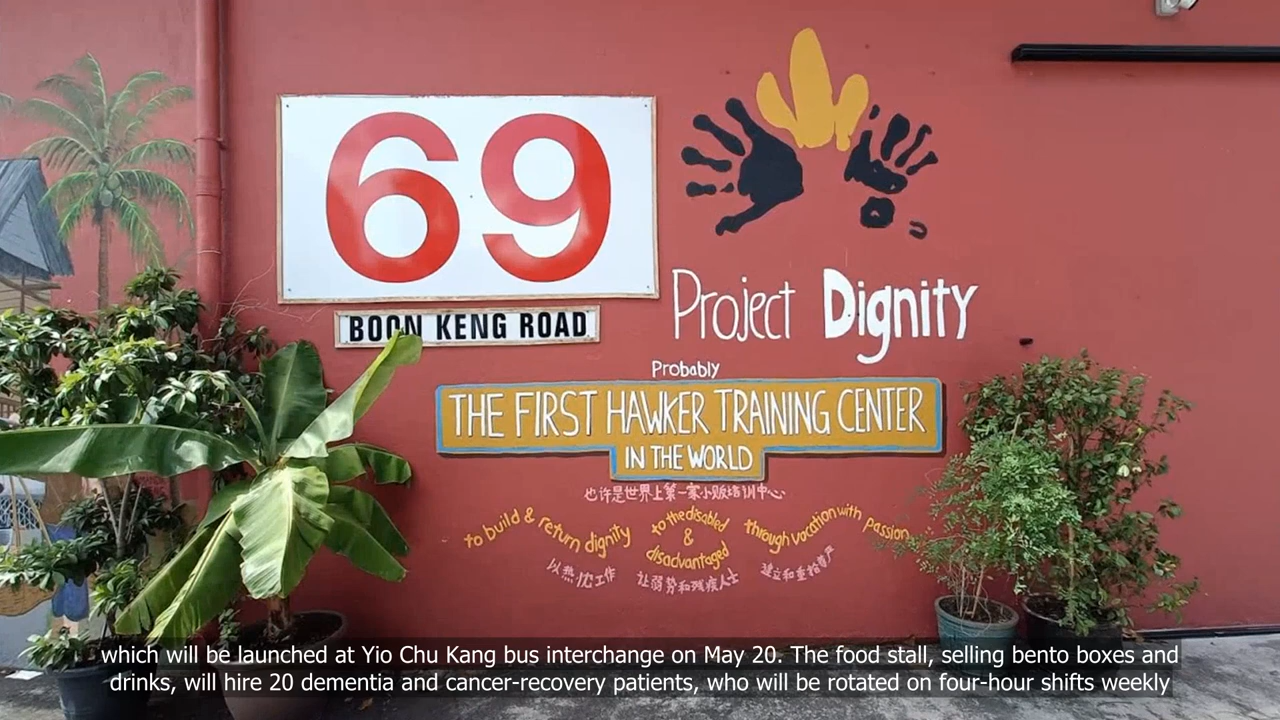 69
BOON KENG ROAD
Project Dignity
Probably
THE FIRST HAWKER TRAINING CENTER
IN THE WORLD
也许是世界上第一家小贩培训中心
to build & return dignity
to the disabled
&
disadvantaged
through vocation with passion
以热忱工作
让弱势和残疾人士
建立和重拾尊严
which will be launched at Yio Chu Kang bus interchange on May 20. The food stall, selling bento boxes and
drinks, will hire 20 dementia and cancer-recovery patients, who will be rotated on four-hour shifts weekly